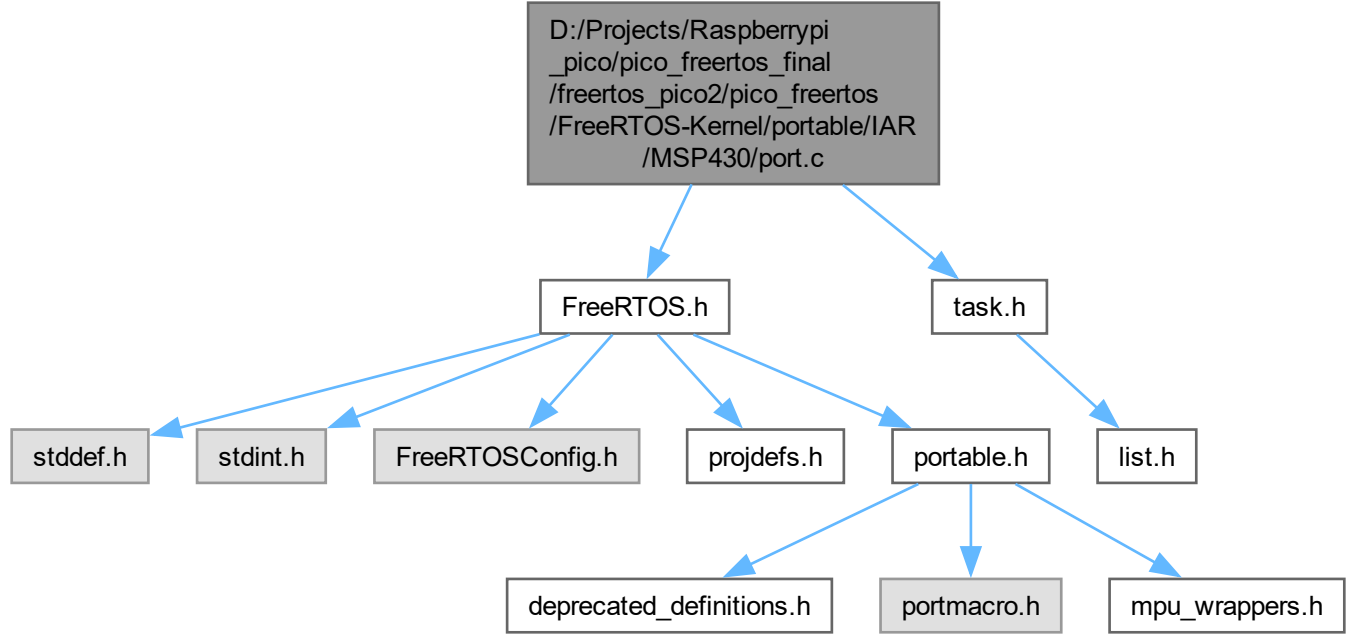 D:/Projects/Raspberrypi
_pico/pico_freertos_final
/freertos_pico2/pico_freertos
/FreeRTOS-Kernel/portable/IAR
/MSP430/port.c
FreeRTOS.h
task.h
stddef.h
stdint.h
FreeRTOSConfig.h
projdefs.h
portable.h
list.h
deprecated_definitions.h
portmacro.h
mpu_wrappers.h